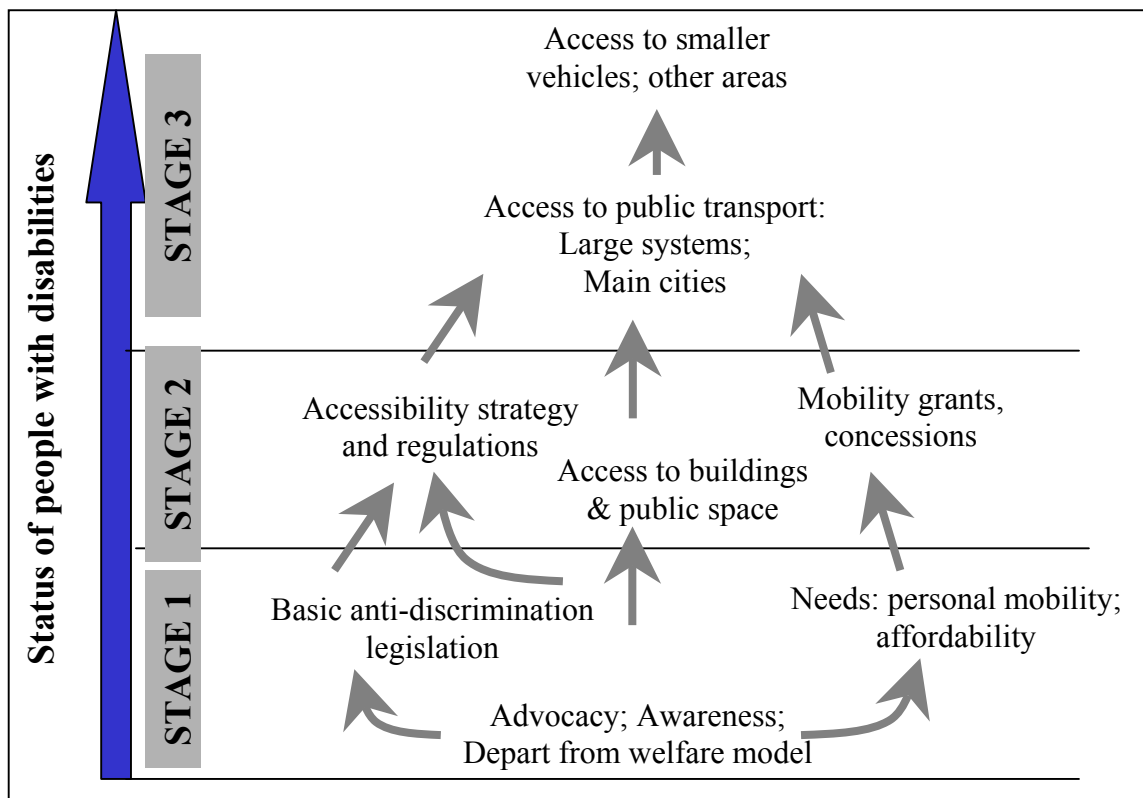 Status of people with disabilities
STAGE 3
Access to smaller
vehicles; other areas
Access to public transport:
Large systems;
Main cities
STAGE 2
Accessibility strategy
and regulations
Mobility grants,
concessions
Access to buildings
& public space
STAGE 1
Basic anti-discrimination
legislation
Needs: personal mobility;
affordability
Advocacy; Awareness;
Depart from welfare model